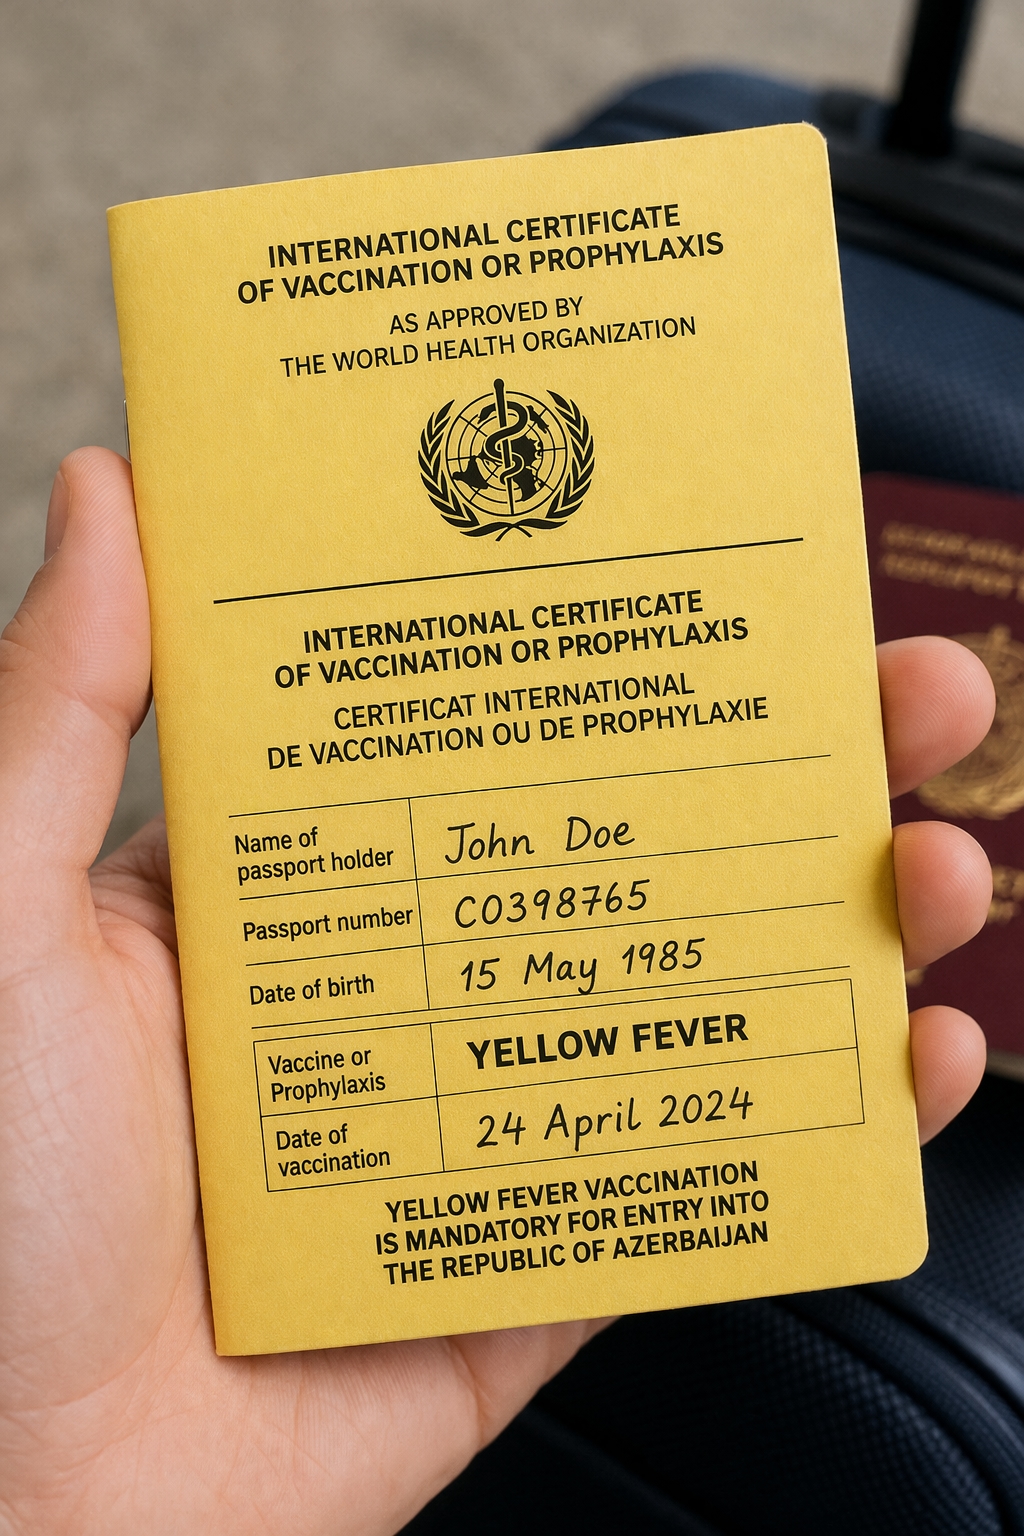 INTERNATIONAL CERTIFICATE
OF VACCINATION OR PROPHYLAXIS
AS APPROVED BY
THE WORLD HEALTH ORGANIZATION
INTERNATIONAL CERTIFICATE
OF VACCINATION OR PROPHYLAXIS
CERTIFICAT INTERNATIONAL
DE VACCINATION OU DE PROPHYLAXIE
Name of
passport holder
John Doe
Passport number
C0398765
Date of birth
15 May 1985
Vaccine or
Prophylaxis
YELLOW FEVER
Date of
vaccination
24 April 2024
YELLOW FEVER VACCINATION
IS MANDATORY FOR ENTRY INTO
THE REPUBLIC OF AZERBAIJAN